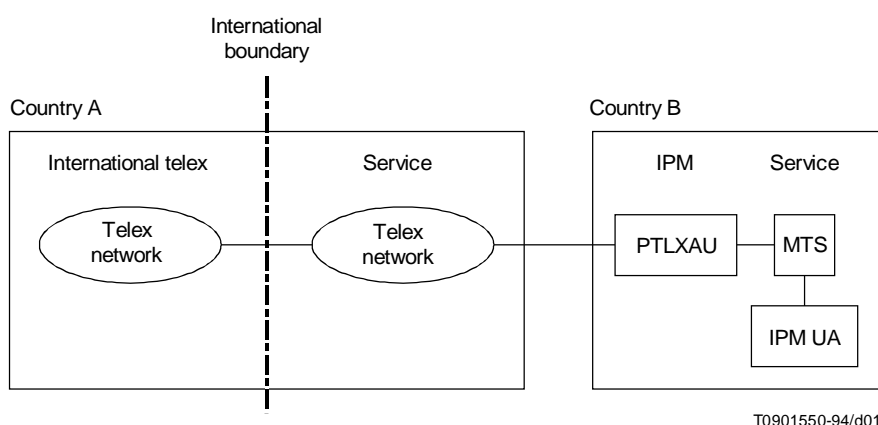 International
boundary
Country A
Country B
International telex
Service
IPM
Service
Telex
network
Telex
network
PTLXAU
MTS
IPM UA
T0901550-94/d01